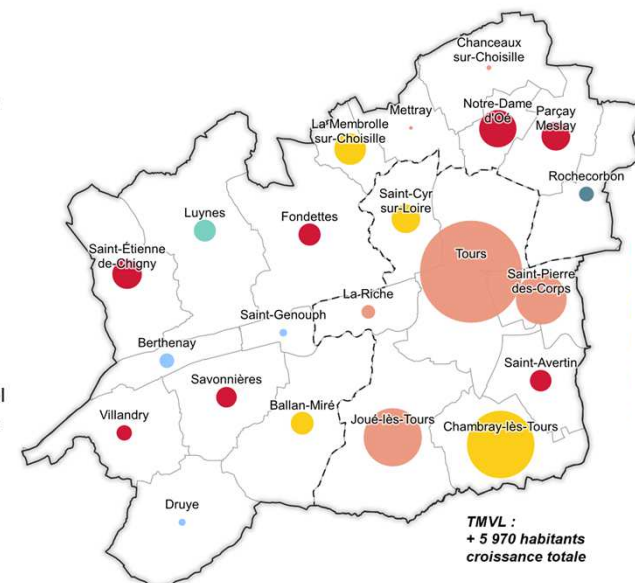 Chanceaux
sur-Choisille
Mettray
Notre-Dame
d'Oé
Parçay
Meslay
La Membrolle
sur-Choisille
Rochecorbon
Saint-Cyr
sur-Loire
Luynes
Fondettes
Saint-Étienne
de-Chigny
Tours
Saint-Pierre
des-Corps
La-Riche
Saint-Genouph
Berthenay
Saint-Avertin
Savonnières
Ballan-Miré
Villandry
Joué-lès-Tours
Chambray-lès-Tours
Druye
TMVL :
+ 5 970 habitants
croissance totale